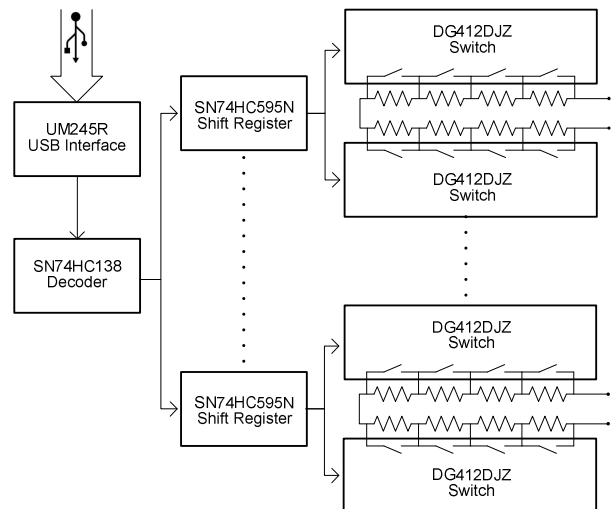 UM245R
USB Interface
SN74HC138
Decoder
SN74HC595N
Shift Register
DG412DJZ
Switch
DG412DJZ
Switch
SN74HC595N
Shift Register
DG412DJZ
Switch
DG412DJZ
Switch